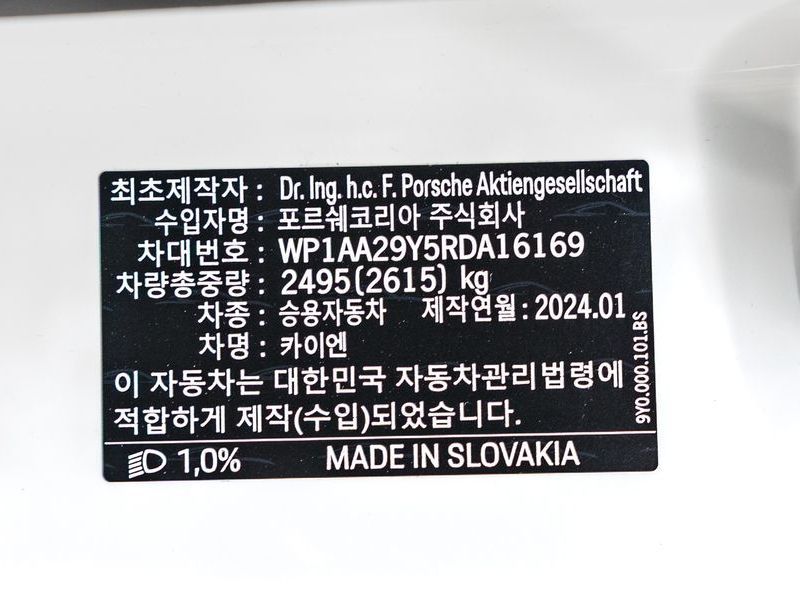 최초제작자 : Dr. Ing. h.c. F. Porsche Aktiengesellschaft
수입자명 : 포르쉐코리아 주식회사
차대번호 : WP1AA29Y5RDA16169
차량총중량 : 2495(2615) kg
차종 : 승용자동차 제작연월 : 2024.01
차명 : 카이엔
이 자동차는 대한민국 자동차관리법령에
적합하게 제작(수입)되었습니다.
9Y0.000.101.BS
1,0% MADE IN SLOVAKIA